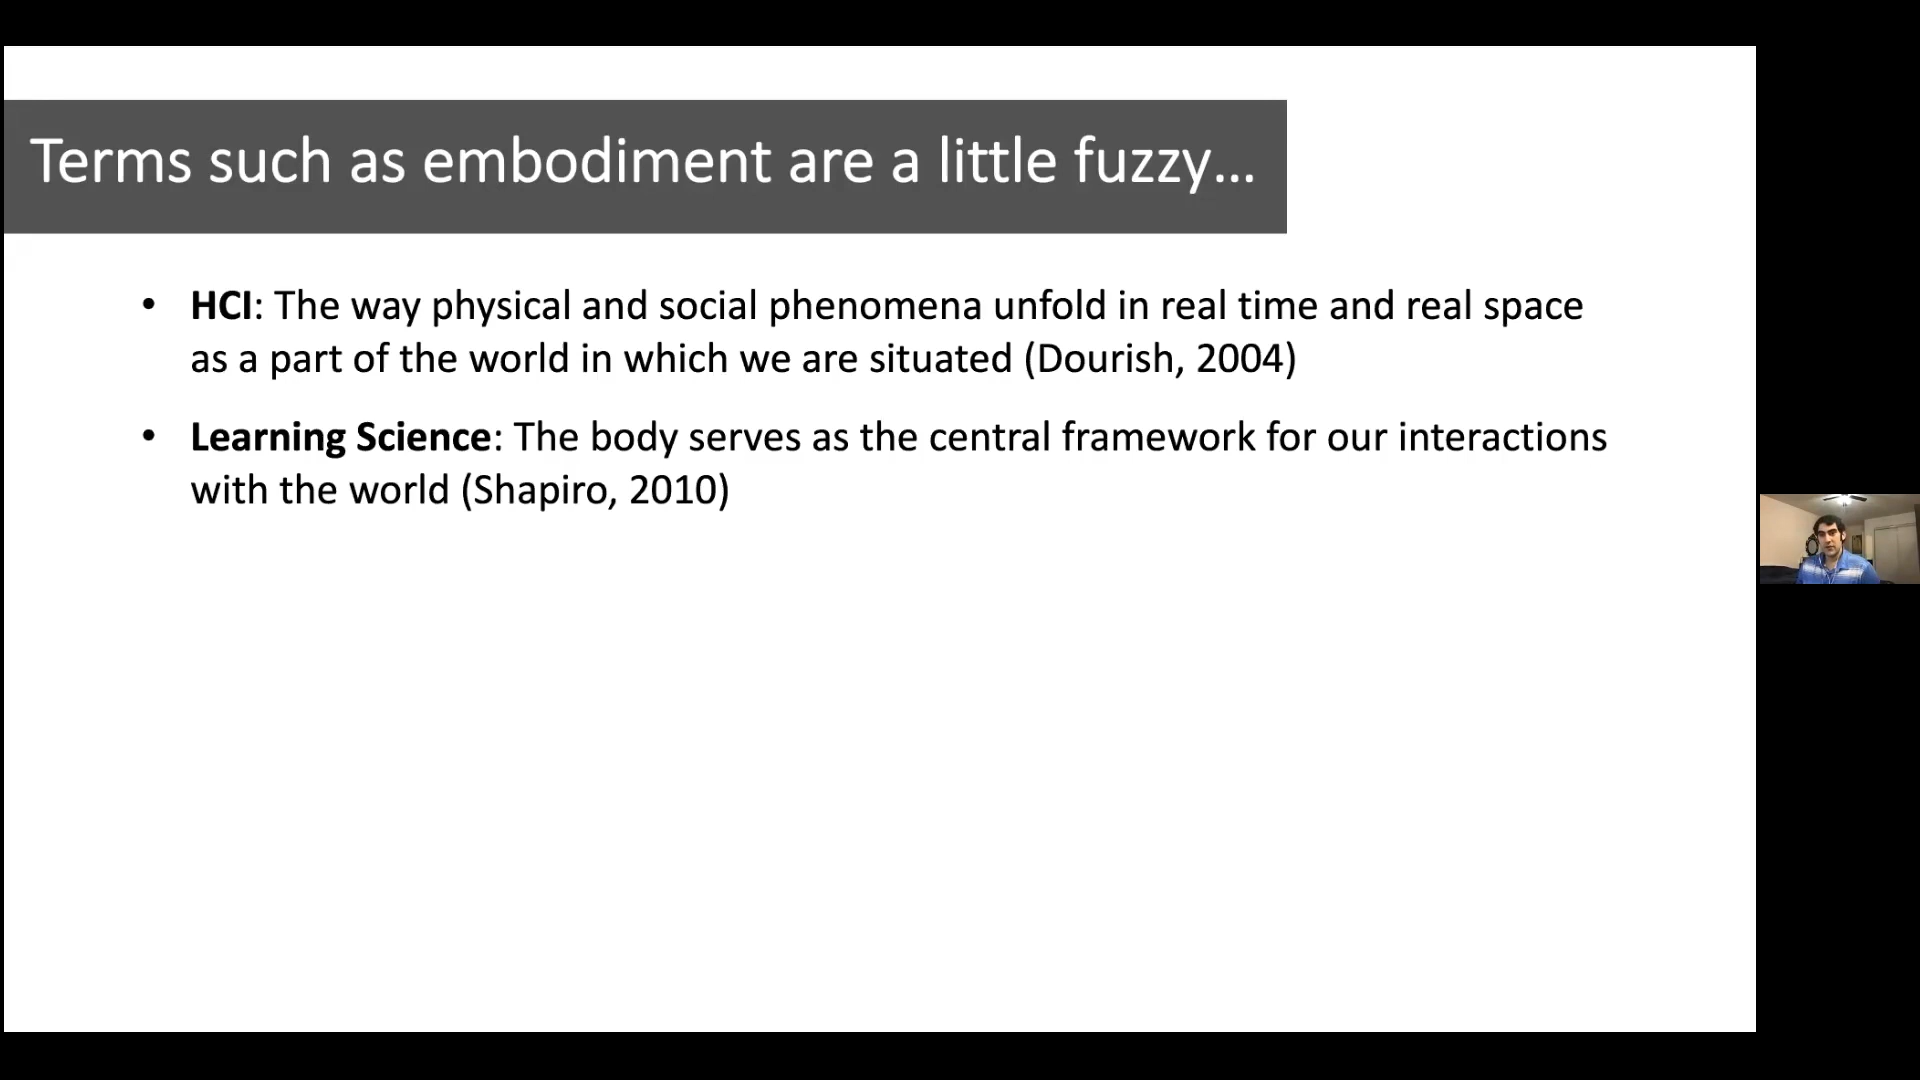 Terms such as embodiment are a little fuzzy...
• HCI: The way physical and social phenomena unfold in real time and real space
as a part of the world in which we are situated (Dourish, 2004)
• Learning Science: The body serves as the central framework for our interactions
with the world (Shapiro, 2010)